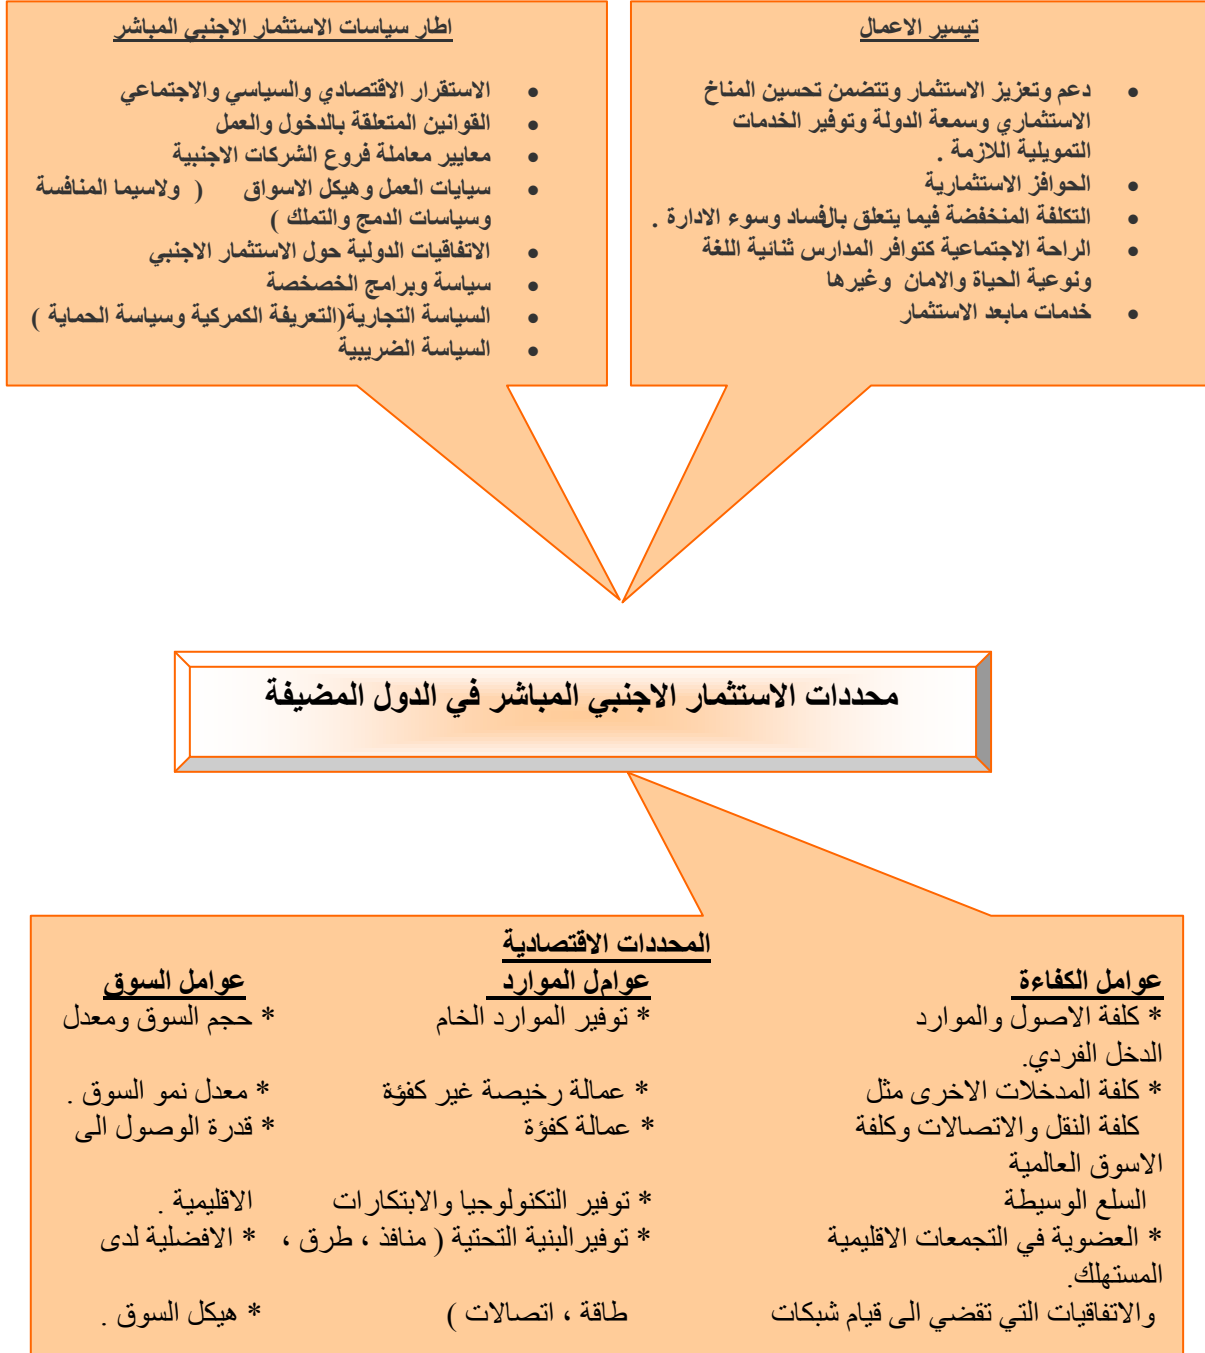 اطار سياسات الاستثمار الاجنبي المباشر
• الاستقرار الاقتصادي والسياسي والاجتماعي
• القوانين المتعلقة بالدخول والعمل
• معايير معاملة فروع الشركات الاجنبية
• سيايات العمل وهيكل الاسواق ( ولاسيما المنافسة
وسياسات الدمج والتملك )
• الاتفاقيات الدولية حول الاستثمار الاجنبي
• سياسة وبرامج الخصخصة
• السياسة التجارية(التعريفة الكمركية وسياسة الحماية )
• السياسة الضريبية
تيسير الاعمال
• دعم وتعزيز الاستثمار وتتضمن تحسين المناخ
الاستثماري وسمعة الدولة وتوفير الخدمات
التمويلية اللازمة .
• الحوافز الاستثمارية
• التكلفة المنخفضة فيما يتعلق بالفساد وسوء الادارة .
• الراحة الاجتماعية كتوافر المدارس ثنائية اللغة
ونوعية الحياة والامان وغيرها
• خدمات مابعد الاستثمار
محددات الاستثمار الاجنبي المباشر في الدول المضيفة
المحددات الاقتصادية
عوامل الكفاءة عوامل الموارد عوامل السوق
* كلفة الاصول والموارد * توفير الموارد الخام * حجم السوق ومعدل
الدخل الفردي.
* كلفة المدخلات الاخرى مثل * عمالة رخيصة غير كفؤة * معدل نمو السوق .
كلفة النقل والاتصالات وكلفة * عمالة كفؤة * قدرة الوصول الى
الاسوق العالمية
السلع الوسيطة * توفير التكنولوجيا والابتكارات الاقليمية .
* العضوية في التجمعات الاقليمية * توفيرالبنية التحتية ( منافذ ، طرق ، * الافضلية لدى
المستهلك.
والاتفاقيات التي تقضي الى قيام شبكات طاقة ، اتصالات ) * هيكل السوق .